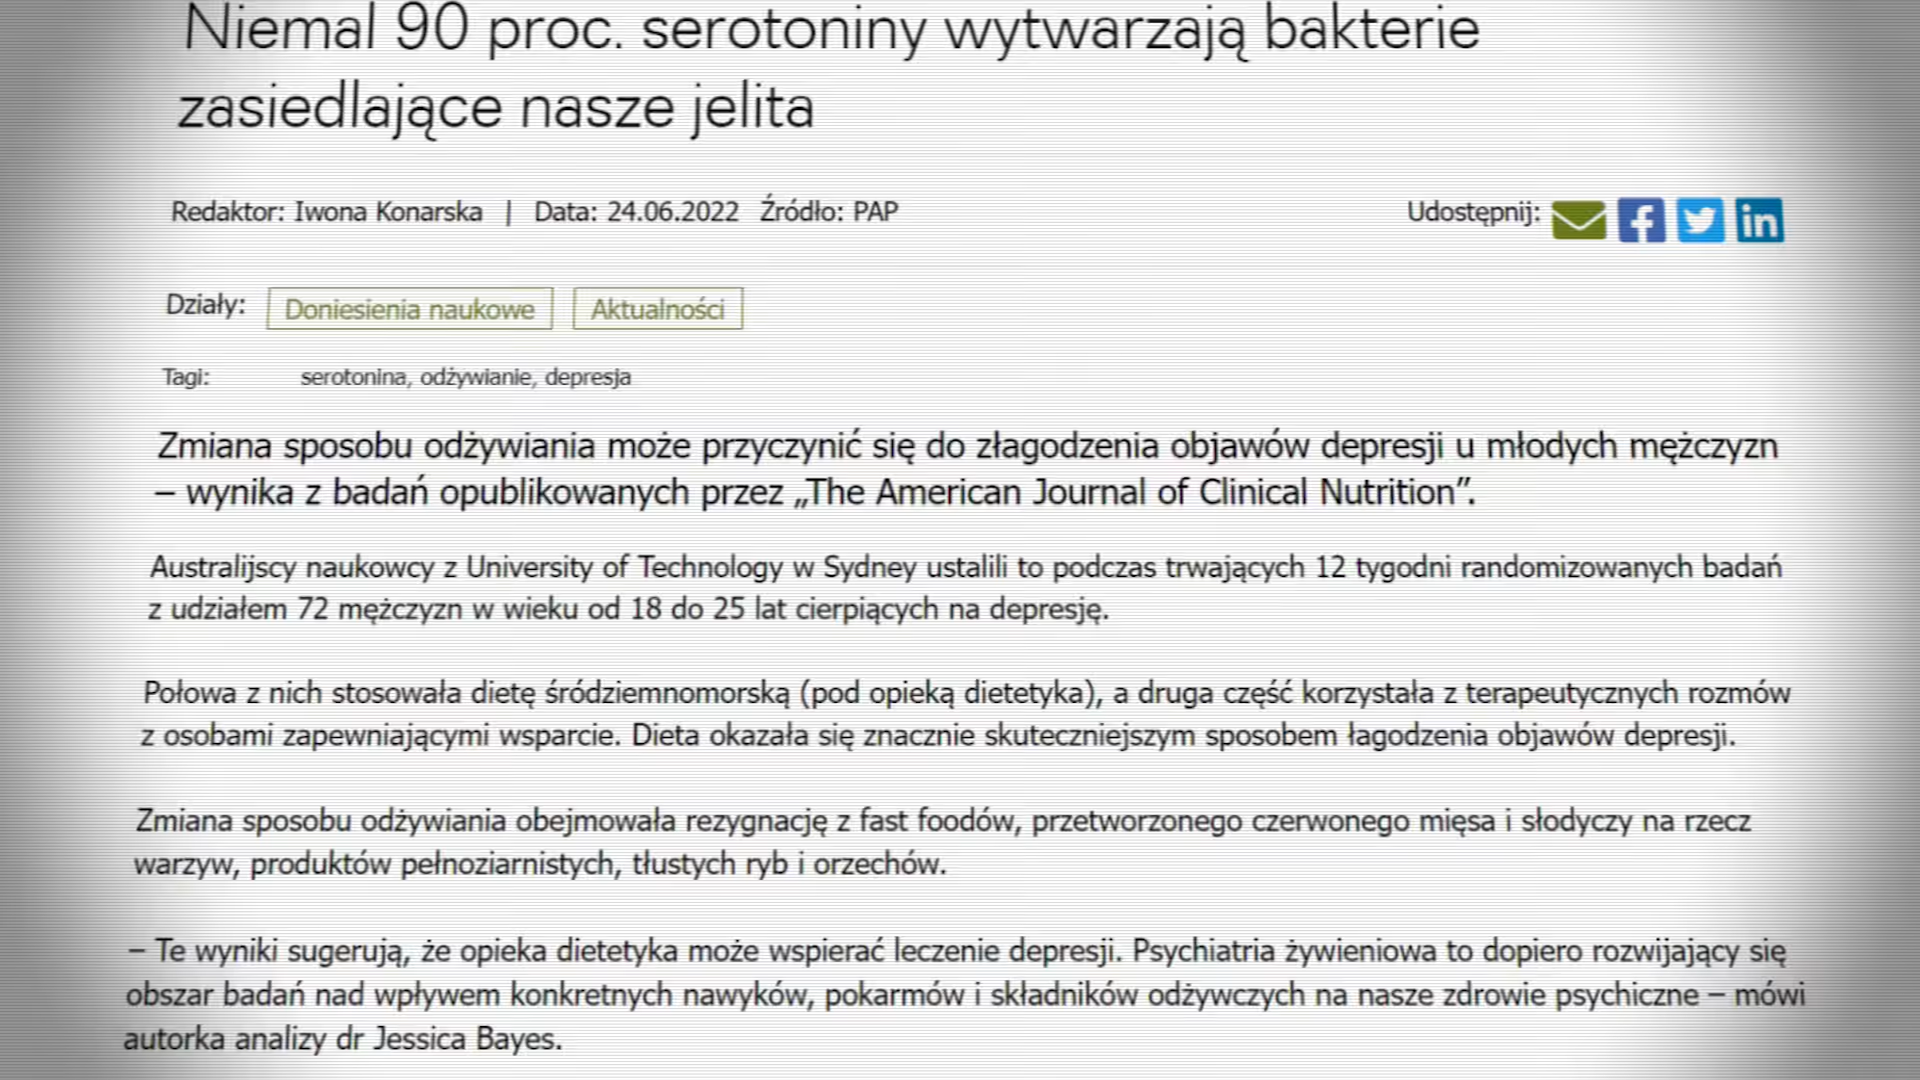 Niemal 90 proc. serotoniny wytwarzają bakterie
zasiedlające nasze jelita
Redaktor: Iwona Konarska | Data: 24.06.2022 Źródło: PAP
Udostępnij:
Działy: Doniesienia naukowe Aktualności
Tagi: serotonina, odżywianie, depresja
Zmiana sposobu odżywiania może przyczynić się do złagodzenia objawów depresji u młodych mężczyzn
– wynika z badań opublikowanych przez „The American Journal of Clinical Nutrition”.
Australijscy naukowcy z University of Technology w Sydney ustalili to podczas trwających 12 tygodni randomizowanych badań
z udziałem 72 mężczyzn w wieku od 18 do 25 lat cierpiących na depresję.
Połowa z nich stosowała dietę śródziemnomorską (pod opieką dietetyka), a druga część korzystała z terapeutycznych rozmów
z osobami zapewniającymi wsparcie. Dieta okazała się znacznie skuteczniejszym sposobem łagodzenia objawów depresji.
Zmiana sposobu odżywiania obejmowała rezygnację z fast foodów, przetworzonego czerwonego mięsa i słodyczy na rzecz
warzyw, produktów pełnoziarnistych, tłustych ryb i orzechów.
– Te wyniki sugerują, że opieka dietetyka może wspierać leczenie depresji. Psychiatria żywieniowa to dopiero rozwijający się
obszar badań nad wpływem konkretnych nawyków, pokarmów i składników odżywczych na nasze zdrowie psychiczne – mówi
autorka analizy dr Jessica Bayes.